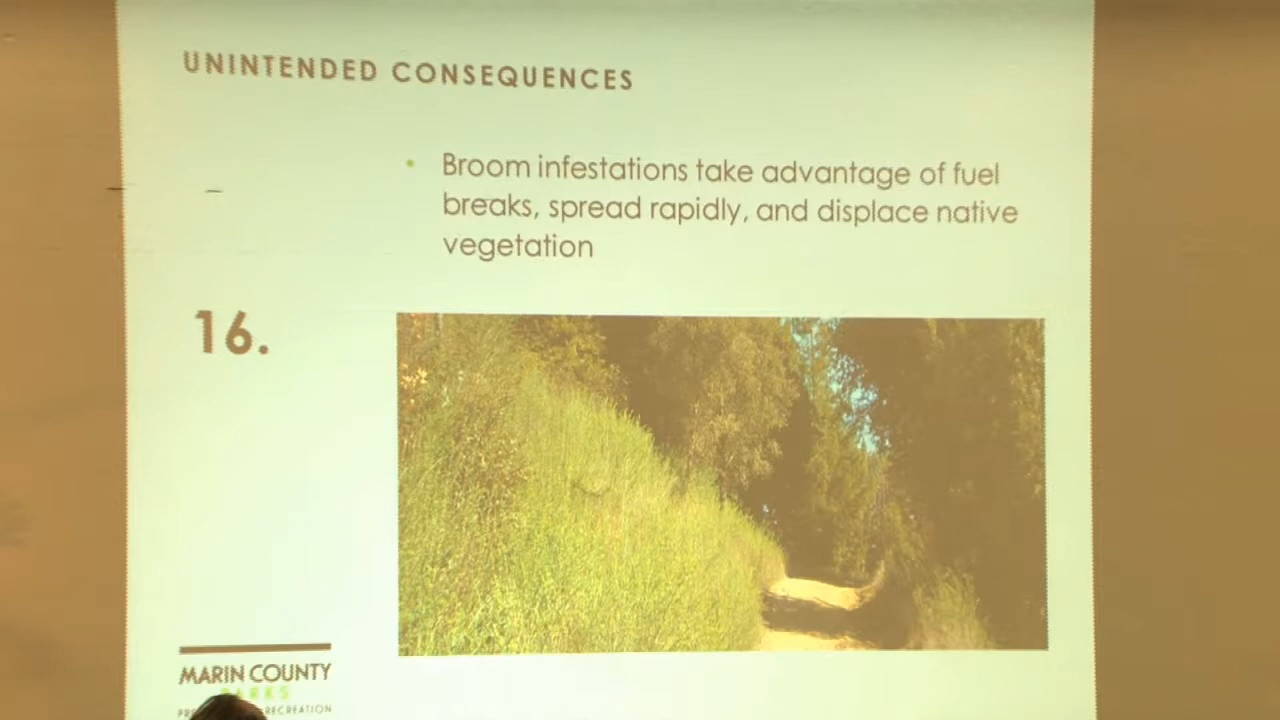 UNINTENDED CONSEQUENCES
• Broom infestations take advantage of fuel
breaks, spread rapidly, and displace native
vegetation
16.
MARIN COUNTY
PARKS
RECREATION